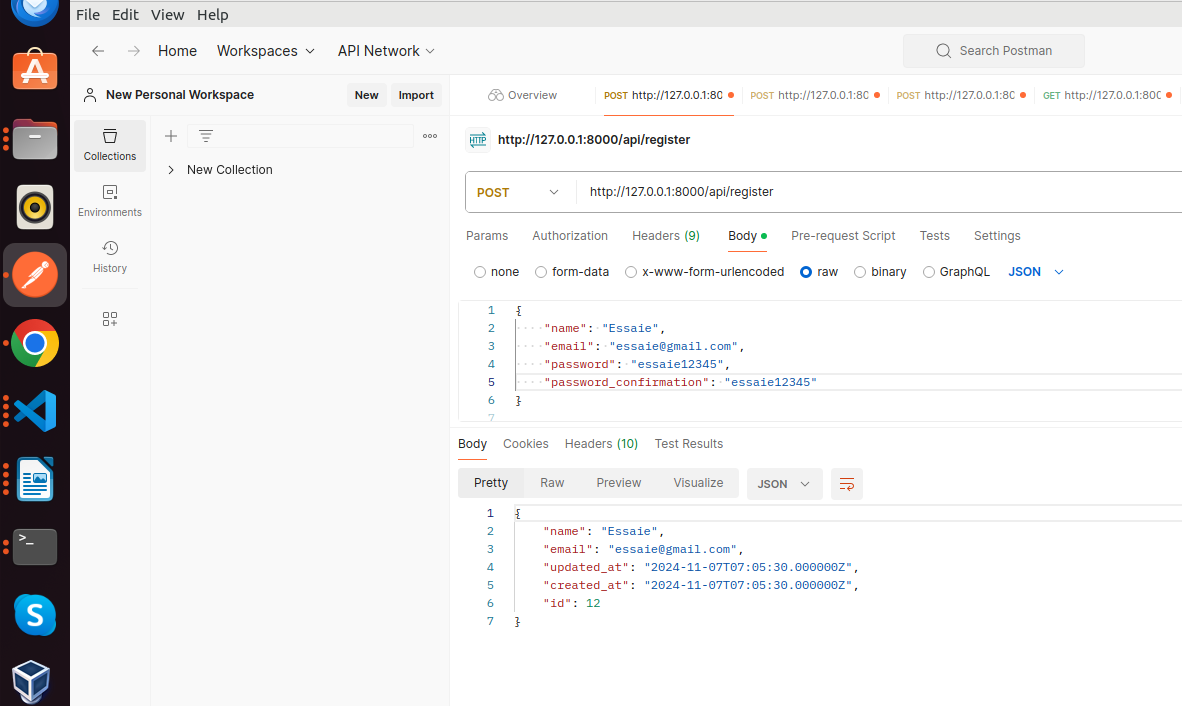 File Edit View Help
Home Workspaces API Network Search Postman
New Personal Workspace New Import
Overview POST http://127.0.0.1:80 POST http://127.0.0.1:80 POST http://127.0.0.1:80 GET http://127.0.0.1:800
Collections
New Collection
Environments
History
HTTP http://127.0.0.1:8000/api/register
POST http://127.0.0.1:8000/api/register
Params Authorization Headers (9) Body Pre-request Script Tests Settings
none form-data x-www-form-urlencoded raw binary GraphQL JSON
1 {
2 "name": "Essaie",
3 "email": "essaie@gmail.com",
4 "password": "essaie12345",
5 "password_confirmation": "essaie12345"
6 }
7
Body Cookies Headers (10) Test Results
Pretty Raw Preview Visualize JSON
1 {
2 "name": "Essaie",
3 "email": "essaie@gmail.com",
4 "updated_at": "2024-11-07T07:05:30.000000Z",
5 "created_at": "2024-11-07T07:05:30.000000Z",
6 "id": 12
7 }